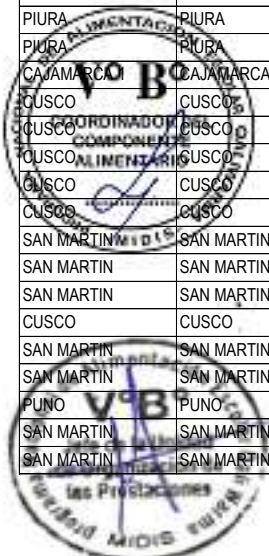 PIURA PIURA
PIURA PIURA
CAJAMARCA I CAJAMARCA
CUSCO CUSCO
CUSCO CUSCO
CUSCO CUSCO
CUSCO CUSCO
CUSCO CUSCO
SAN MARTIN SAN MARTIN
SAN MARTIN SAN MARTIN
SAN MARTIN SAN MARTIN
CUSCO CUSCO
SAN MARTIN SAN MARTIN
SAN MARTIN SAN MARTIN
PUNO PUNO
SAN MARTIN SAN MARTIN
SAN MARTIN SAN MARTIN
V° B°
COORDINADOR DEL
COMPONENTE
ALIMENTARIO
MIDIS
V° B°
las Prestaciones
MIDIS